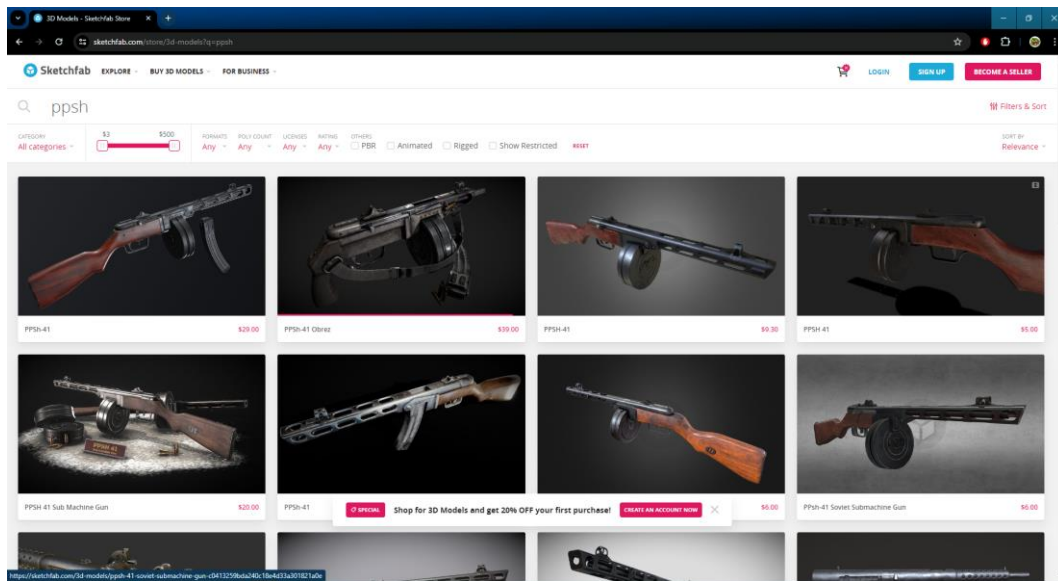 3D Models - Sketchfab Store
sketchfab.com/store/3d-models?q=ppsh
Sketchfab EXPLORE BUY 3D MODELS FOR BUSINESS LOGIN SIGN UP BECOME A SELLER
ppsh Filters & Sort
CATEGORY $3 $500 FORMATS POLY COUNT LICENSES RATING OTHERS SORT BY
All categories Any Any Any Any PBR Animated Rigged Show Restricted RESET Relevance
PPSh-41 $29.00 PPSh-41 Obrez $39.00 PPSH-41 $9.30 PPSH 41 $5.00
PPSH 41
PPSH 41 Sub Machine Gun $20.00 PPSh-41 $6.00 PPsh-41 Soviet Submachine Gun $6.00
SPECIAL Shop for 3D Models and get 20% OFF your first purchase! CREATE AN ACCOUNT NOW
https://sketchfab.com/3d-models/ppsh-41-soviet-submachine-gun-c0413259bda240c18e4d33a301821a0e